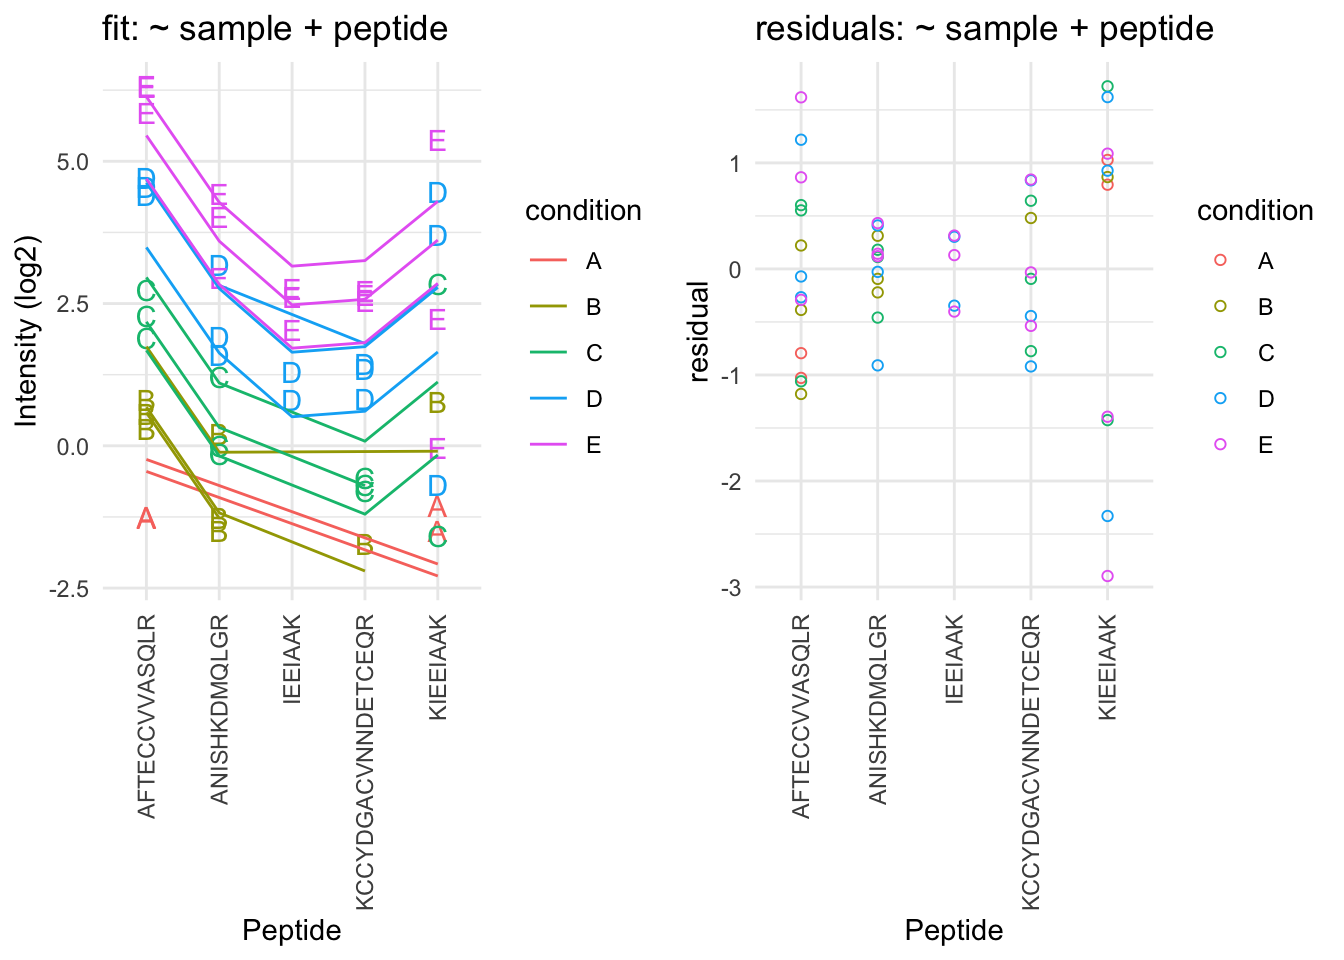 fit: ~ sample + peptide
Intensity (log2)
5.0
2.5
0.0
-2.5
E
E
E
D
D
D
C
C
C
B
B
B
B
A
E
E
E
D
D
D
C
C
C
B
B
B
E
E
E
D
D
E
E
E
D
D
D
C
C
C
B
E
D
D
C
E
B
E
D
A
A
C
AFTECCVVASQLR
ANISHKDMQLGR
IEEIAAK
KCCYDGACVNNDETCEQR
KIEEIAAK
Peptide
condition
A
B
C
D
E
residuals: ~ sample + peptide
residual
1
0
-1
-2
-3
AFTECCVVASQLR
ANISHKDMQLGR
IEEIAAK
KCCYDGACVNNDETCEQR
KIEEIAAK
Peptide
condition
A
B
C
D
E